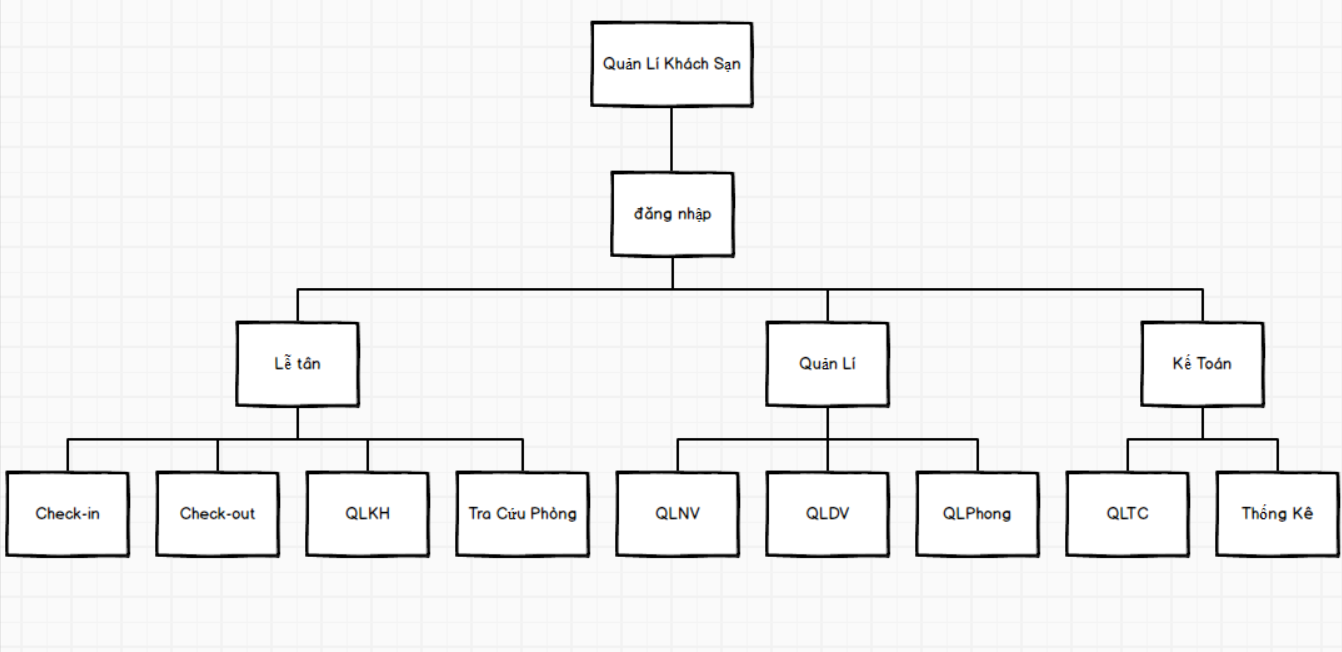 Quản Lí Khách Sạn
đăng nhập
Lễ tân
Quản Lí
Kế Toán
Check-in
Check-out
QLKH
Tra Cứu Phòng
QLNV
QLDV
QLPhong
QLTC
Thống Kê